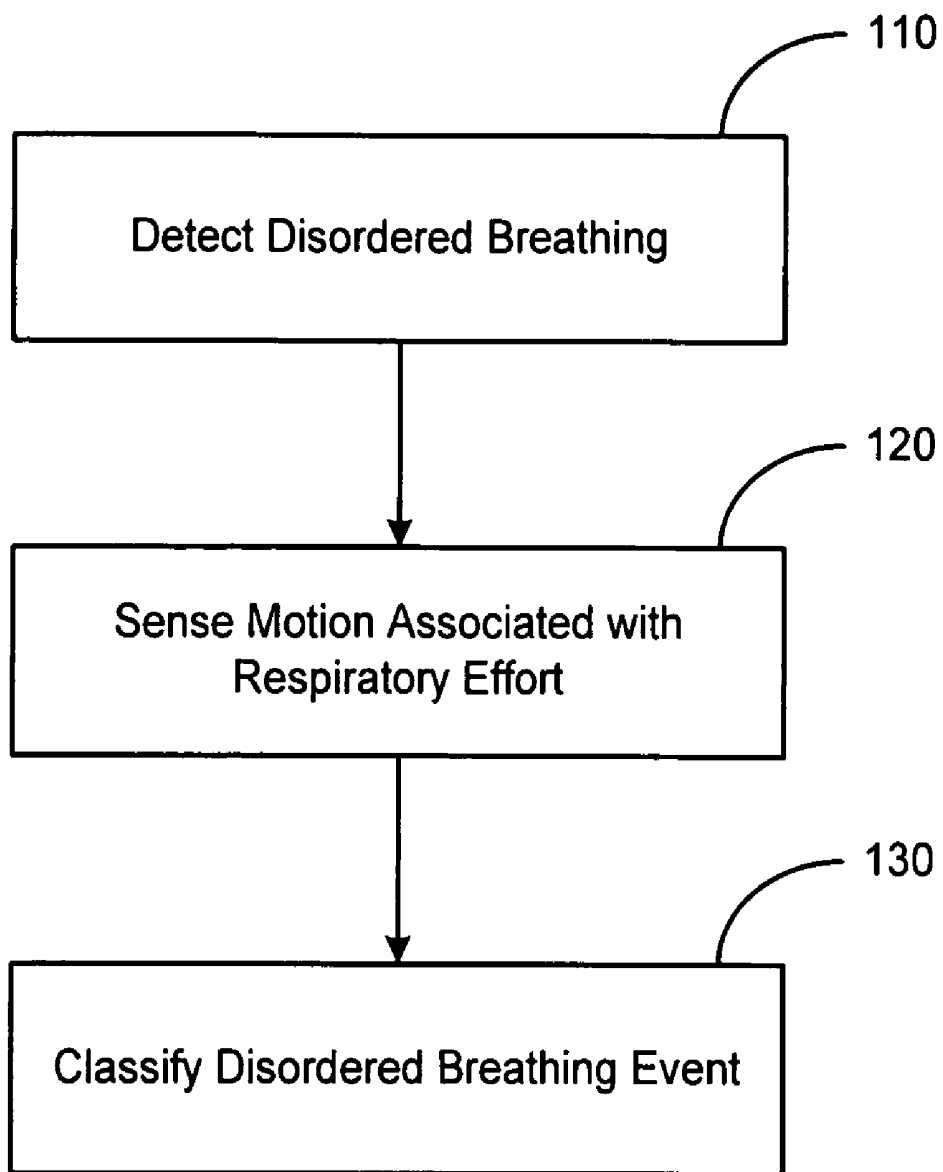 110
Detect Disordered Breathing
120
Sense Motion Associated with
Respiratory Effort
130
Classify Disordered Breathing Event